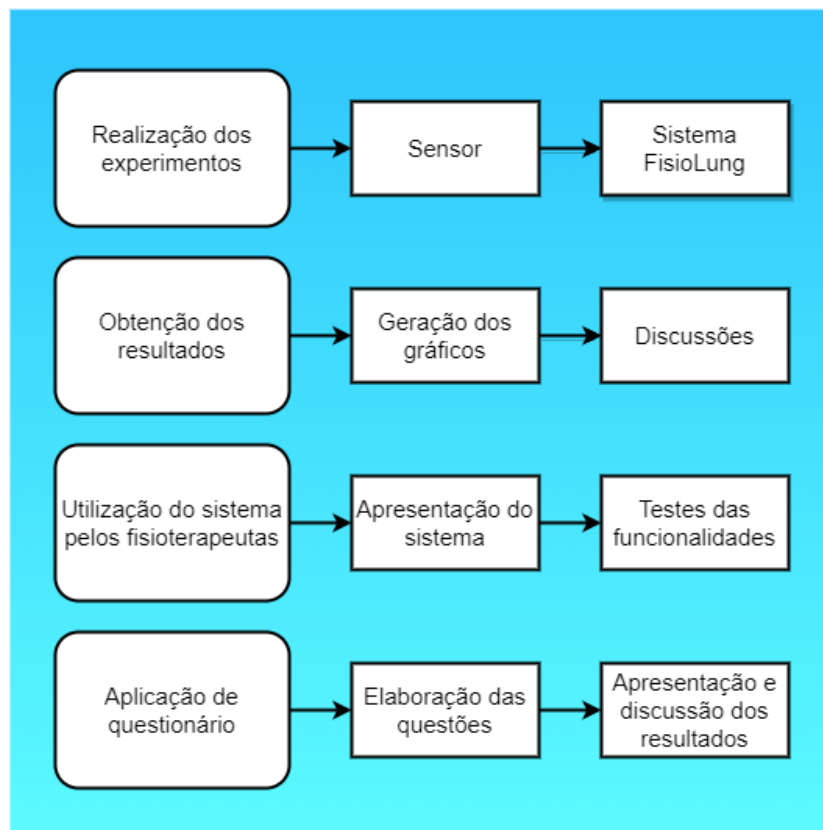 Realização dos
experimentos
Sensor
Sistema
FisioLung
Obtenção dos
resultados
Geração dos
gráficos
Discussões
Utilização do sistema
pelos fisioterapeutas
Apresentação do
sistema
Testes das
funcionalidades
Aplicação de
questionário
Elaboração das
questões
Apresentação e
discussão dos
resultados